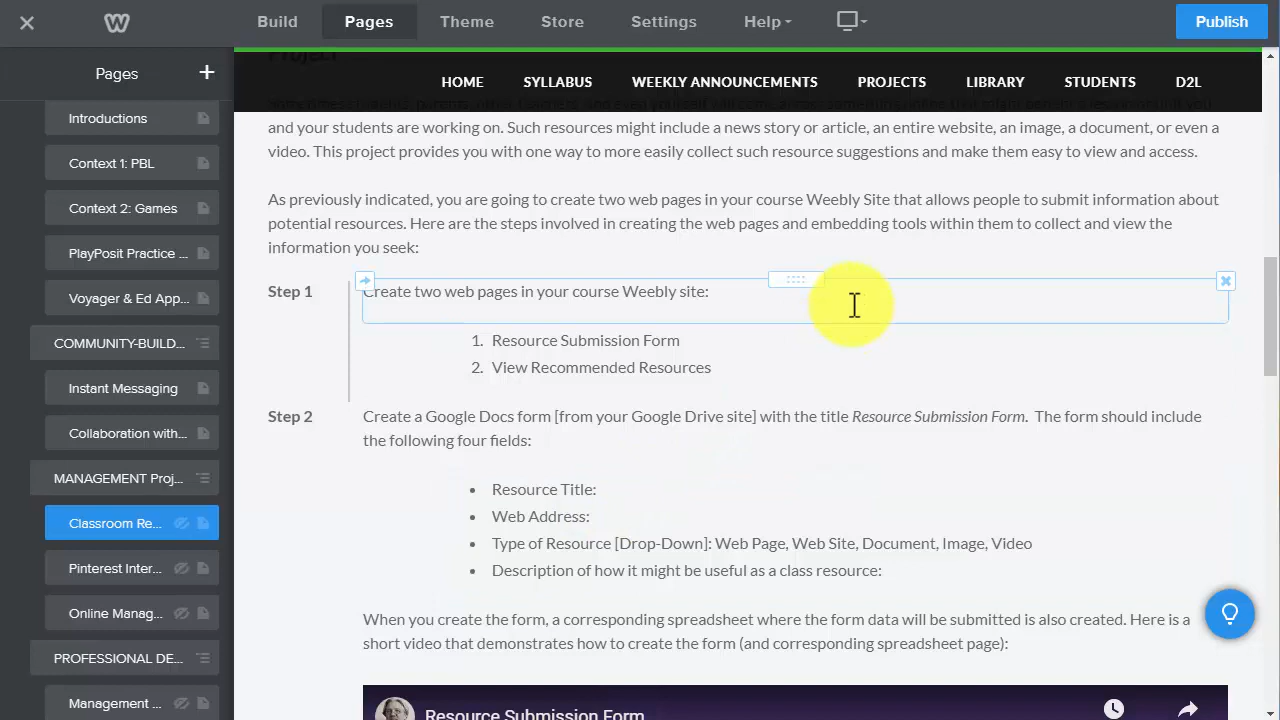 Build
Pages
Theme
Store
Settings
Help
Publish
Pages
Introductions
Context 1: PBL
Context 2: Games
PlayPosit Practice ...
Voyager & Ed App...
COMMUNITY-BUILD...
Instant Messaging
Collaboration with...
MANAGEMENT Proj...
Classroom Re...
Pinterest Inter...
Online Manag...
PROFESSIONAL DE...
Management ...
Project
HOME
SYLLABUS
WEEKLY ANNOUNCEMENTS
PROJECTS
LIBRARY
STUDENTS
D2L
and your students are working on. Such resources might include a news story or article, an entire website, an image, a document, or even a
video. This project provides you with one way to more easily collect such resource suggestions and make them easy to view and access.
As previously indicated, you are going to create two web pages in your course Weebly Site that allows people to submit information about
potential resources. Here are the steps involved in creating the web pages and embedding tools within them to collect and view the
information you seek:
Step 1
Create two web pages in your course Weebly site:
1. Resource Submission Form
2. View Recommended Resources
Step 2
Create a Google Docs form [from your Google Drive site] with the title Resource Submission Form. The form should include
the following four fields:
• Resource Title:
• Web Address:
• Type of Resource [Drop-Down]: Web Page, Web Site, Document, Image, Video
• Description of how it might be useful as a class resource:
When you create the form, a corresponding spreadsheet where the form data will be submitted is also created. Here is a
short video that demonstrates how to create the form (and corresponding spreadsheet page):
Resource Submission Form